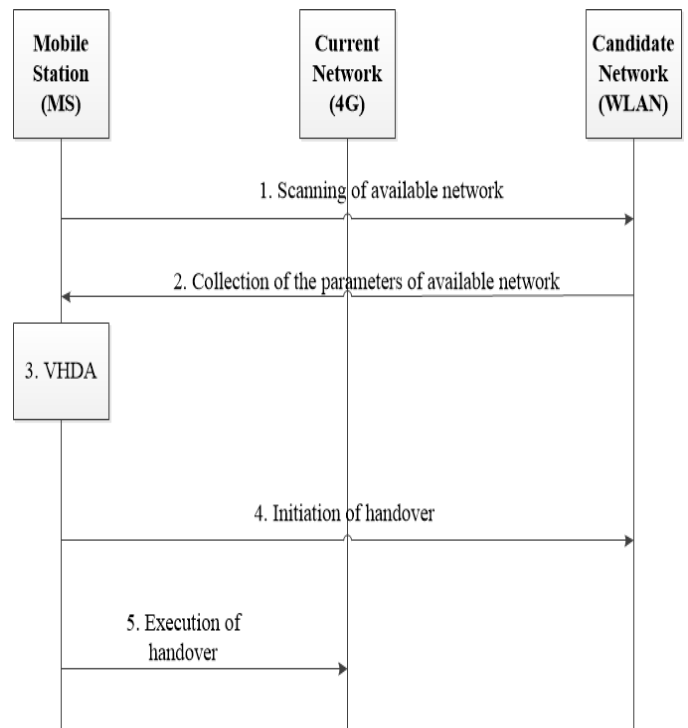 Mobile
Station
(MS)
Current
Network
(4G)
Candidate
Network
(WLAN)
1. Scanning of available network
2. Collection of the parameters of available network
3. VHDA
4. Initiation of handover
5. Execution of
handover